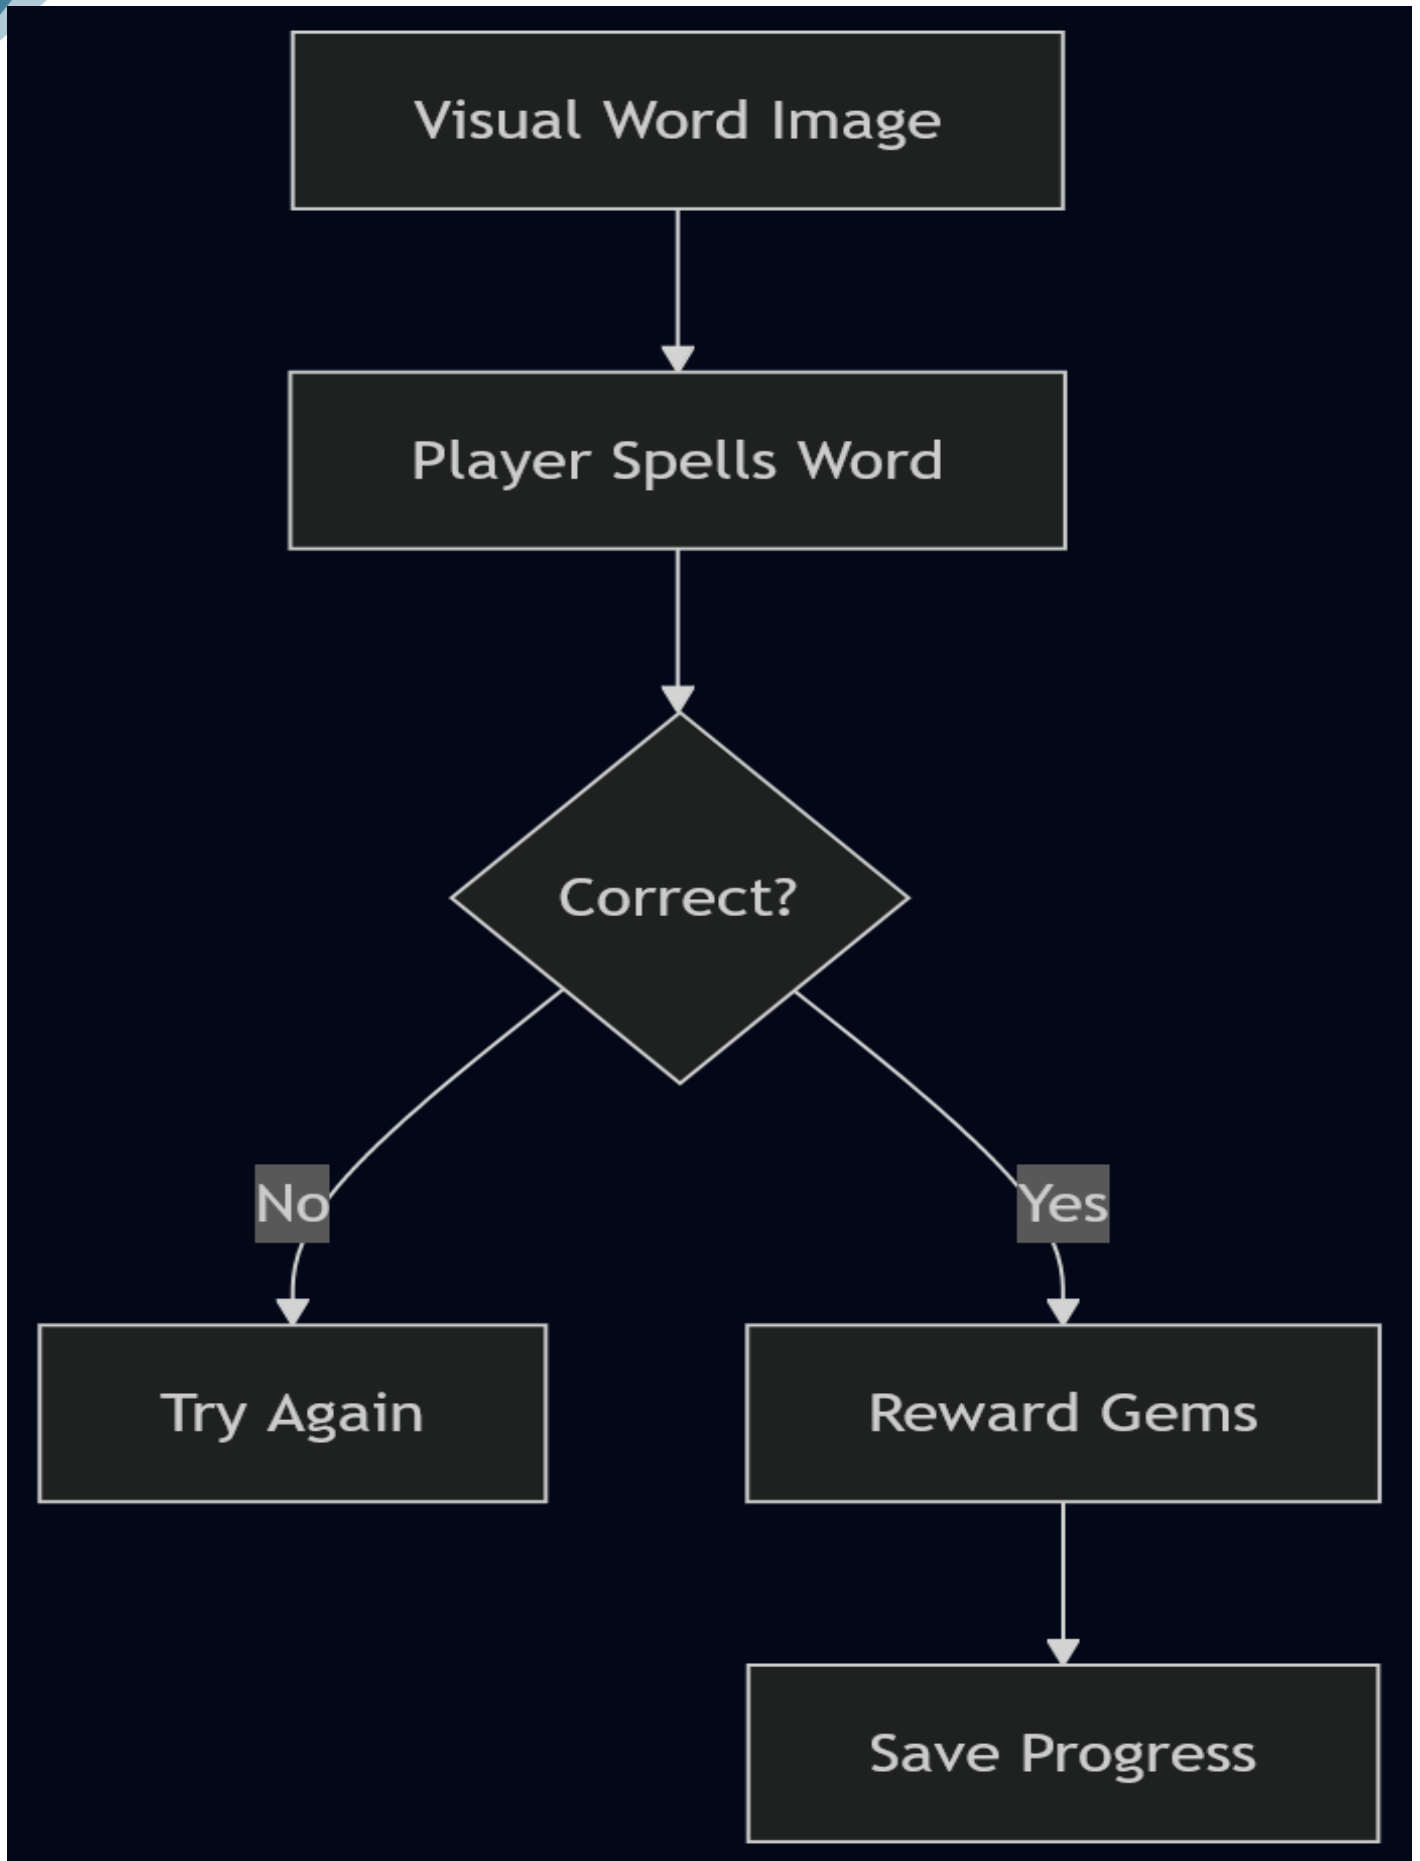 Visual Word Image
Player Spells Word
Correct?
No
Yes
Try Again
Reward Gems
Save Progress